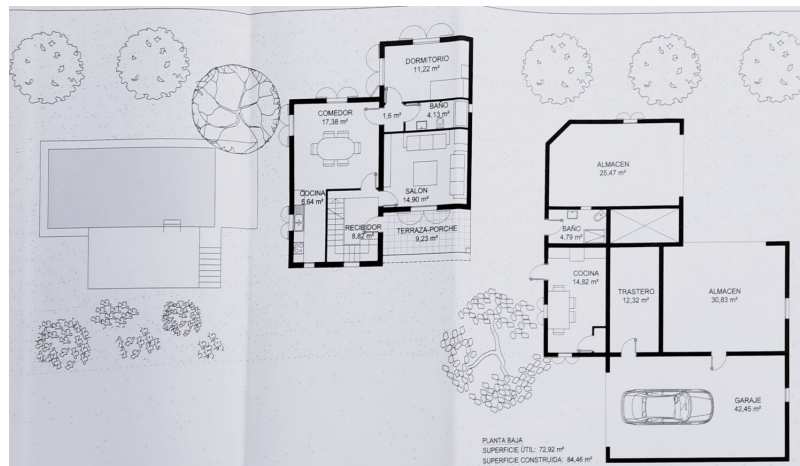 DORMITORIO
11,22 m²
COMEDOR
17,38 m²
1,6 m²
BAÑO
4,13 m²
COCINA
5,64 m²
SALON
14,90 m²
RECIBIDOR
8,82 m²
TERRAZA-PORCHE
9,23 m²
ALMACEN
25,47 m²
BAÑO
4,79 m²
COCINA
14,82 m²
TRASTERO
12,32 m²
ALMACEN
30,83 m²
GARAJE
42,45 m²
PLANTA BAJA
SUPERFICIE ÚTIL: 72,92 m²
SUPERFICIE CONSTRUIDA: 84,46 m²